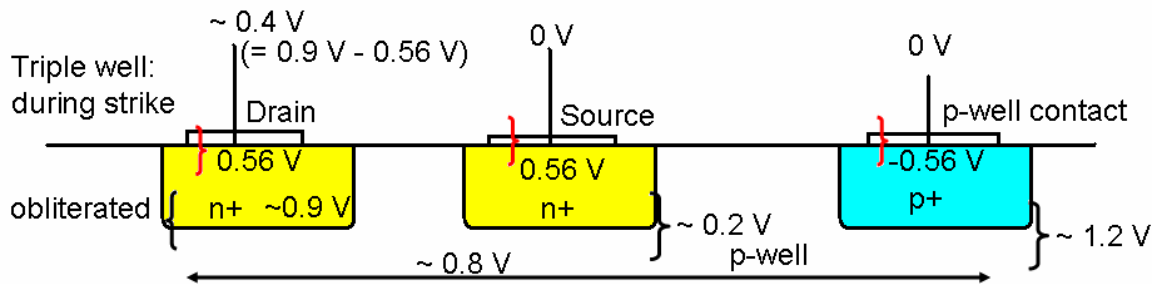 ~ 0.4 V
(= 0.9 V - 0.56 V)
0 V
0 V
Triple well:
during strike
Drain
Source
p-well contact
0.56 V
0.56 V
-0.56 V
obliterated
n+ ~0.9 V
n+
p+
~ 0.2 V
~ 1.2 V
~ 0.8 V
p-well